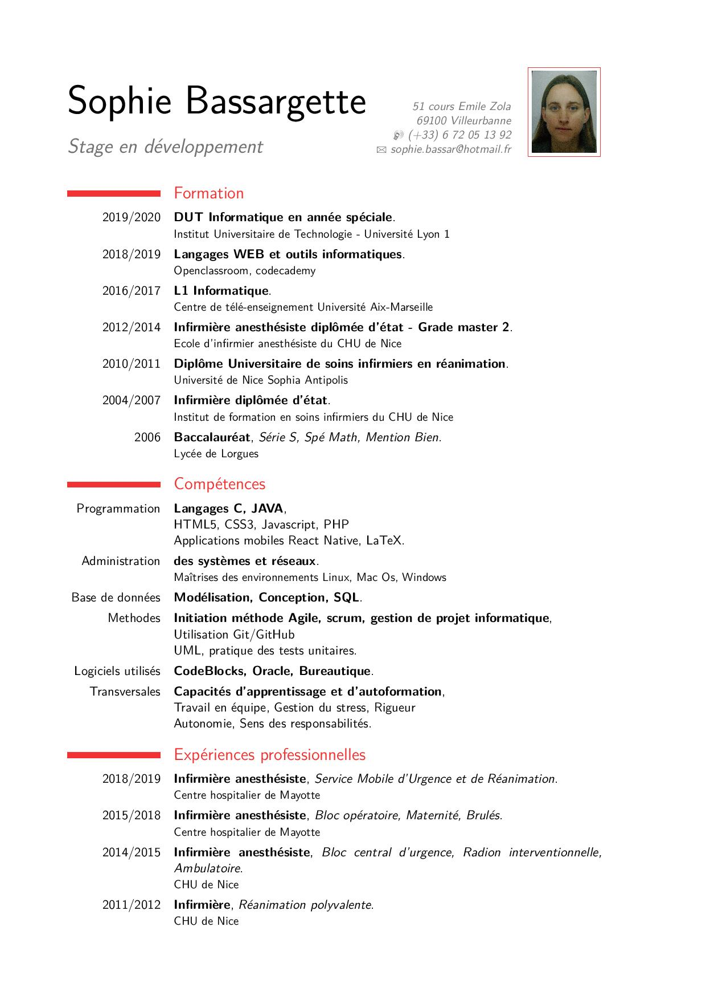 Sophie Bassargette
Stage en développement
51 cours Emile Zola
69100 Villeurbanne
(+33) 6 72 05 13 92
sophie.bassar@hotmail.fr
Formation
2019/2020 DUT Informatique en année spéciale.
Institut Universitaire de Technologie - Université Lyon 1
2018/2019 Langages WEB et outils informatiques.
Openclassroom, codecademy
2016/2017 L1 Informatique.
Centre de télé-enseignement Université Aix-Marseille
2012/2014 Infirmière anesthésiste diplômée d'état - Grade master 2.
Ecole d'infirmier anesthésiste du CHU de Nice
2010/2011 Diplôme Universitaire de soins infirmiers en réanimation.
Université de Nice Sophia Antipolis
2004/2007 Infirmière diplômée d'état.
Institut de formation en soins infirmiers du CHU de Nice
2006 Baccalauréat, Série S, Spé Math, Mention Bien.
Lycée de Lorgues
Compétences
Programmation Langages C, JAVA,
HTML5, CSS3, Javascript, PHP
Applications mobiles React Native, LaTeX.
Administration des systèmes et réseaux.
Maîtrises des environnements Linux, Mac Os, Windows
Base de données Modélisation, Conception, SQL.
Methodes Initiation méthode Agile, scrum, gestion de projet informatique,
Utilisation Git/GitHub
UML, pratique des tests unitaires.
Logiciels utilisés CodeBlocks, Oracle, Bureautique.
Transversales Capacités d'apprentissage et d'autoformation,
Travail en équipe, Gestion du stress, Rigueur
Autonomie, Sens des responsabilités.
Expériences professionnelles
2018/2019 Infirmière anesthésiste, Service Mobile d'Urgence et de Réanimation.
Centre hospitalier de Mayotte
2015/2018 Infirmière anesthésiste, Bloc opératoire, Maternité, Brulés.
Centre hospitalier de Mayotte
2014/2015 Infirmière anesthésiste, Bloc central d'urgence, Radion interventionnelle,
Ambulatoire.
CHU de Nice
2011/2012 Infirmière, Réanimation polyvalente.
CHU de Nice